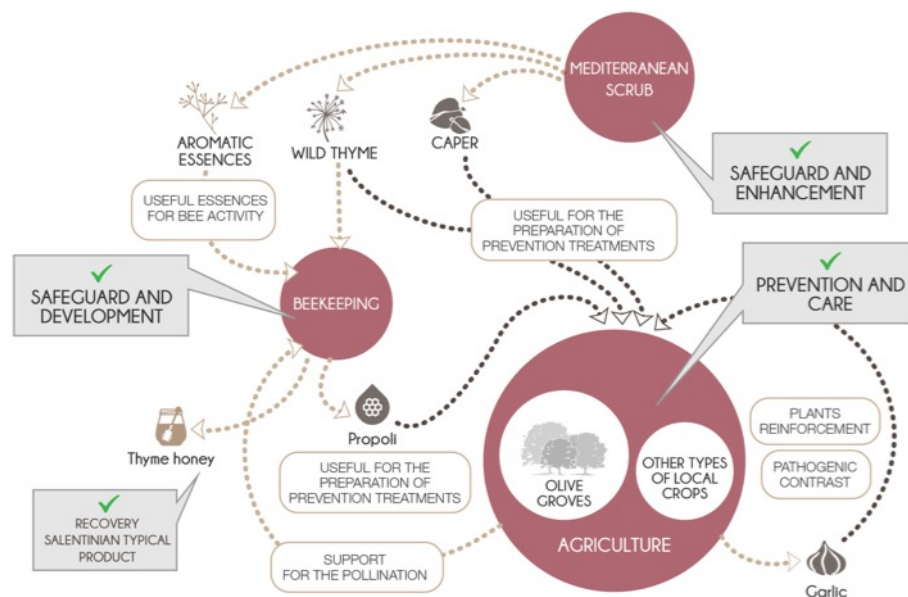 MEDITERRANEAN
SCRUB
AROMATIC
ESSENCES
WILD THYME
CAPER
✓
SAFEGUARD AND
ENHANCEMENT
USEFUL ESSENCES
FOR BEE ACTIVITY
USEFUL FOR THE
PREPARATION OF
PREVENTION TREATMENTS
✓
SAFEGUARD AND
DEVELOPMENT
BEEKEEPING
✓
PREVENTION AND
CARE
Thyme honey
Propoli
USEFUL FOR THE
PREPARATION OF
PREVENTION TREATMENTS
OLIVE
GROVES
OTHER TYPES
OF LOCAL
CROPS
PLANTS
REINFORCEMENT
PATHOGENIC
CONTRAST
✓
RECOVERY
SALENTINIAN TYPICAL
PRODUCT
SUPPORT
FOR THE POLLINATION
AGRICULTURE
Garlic